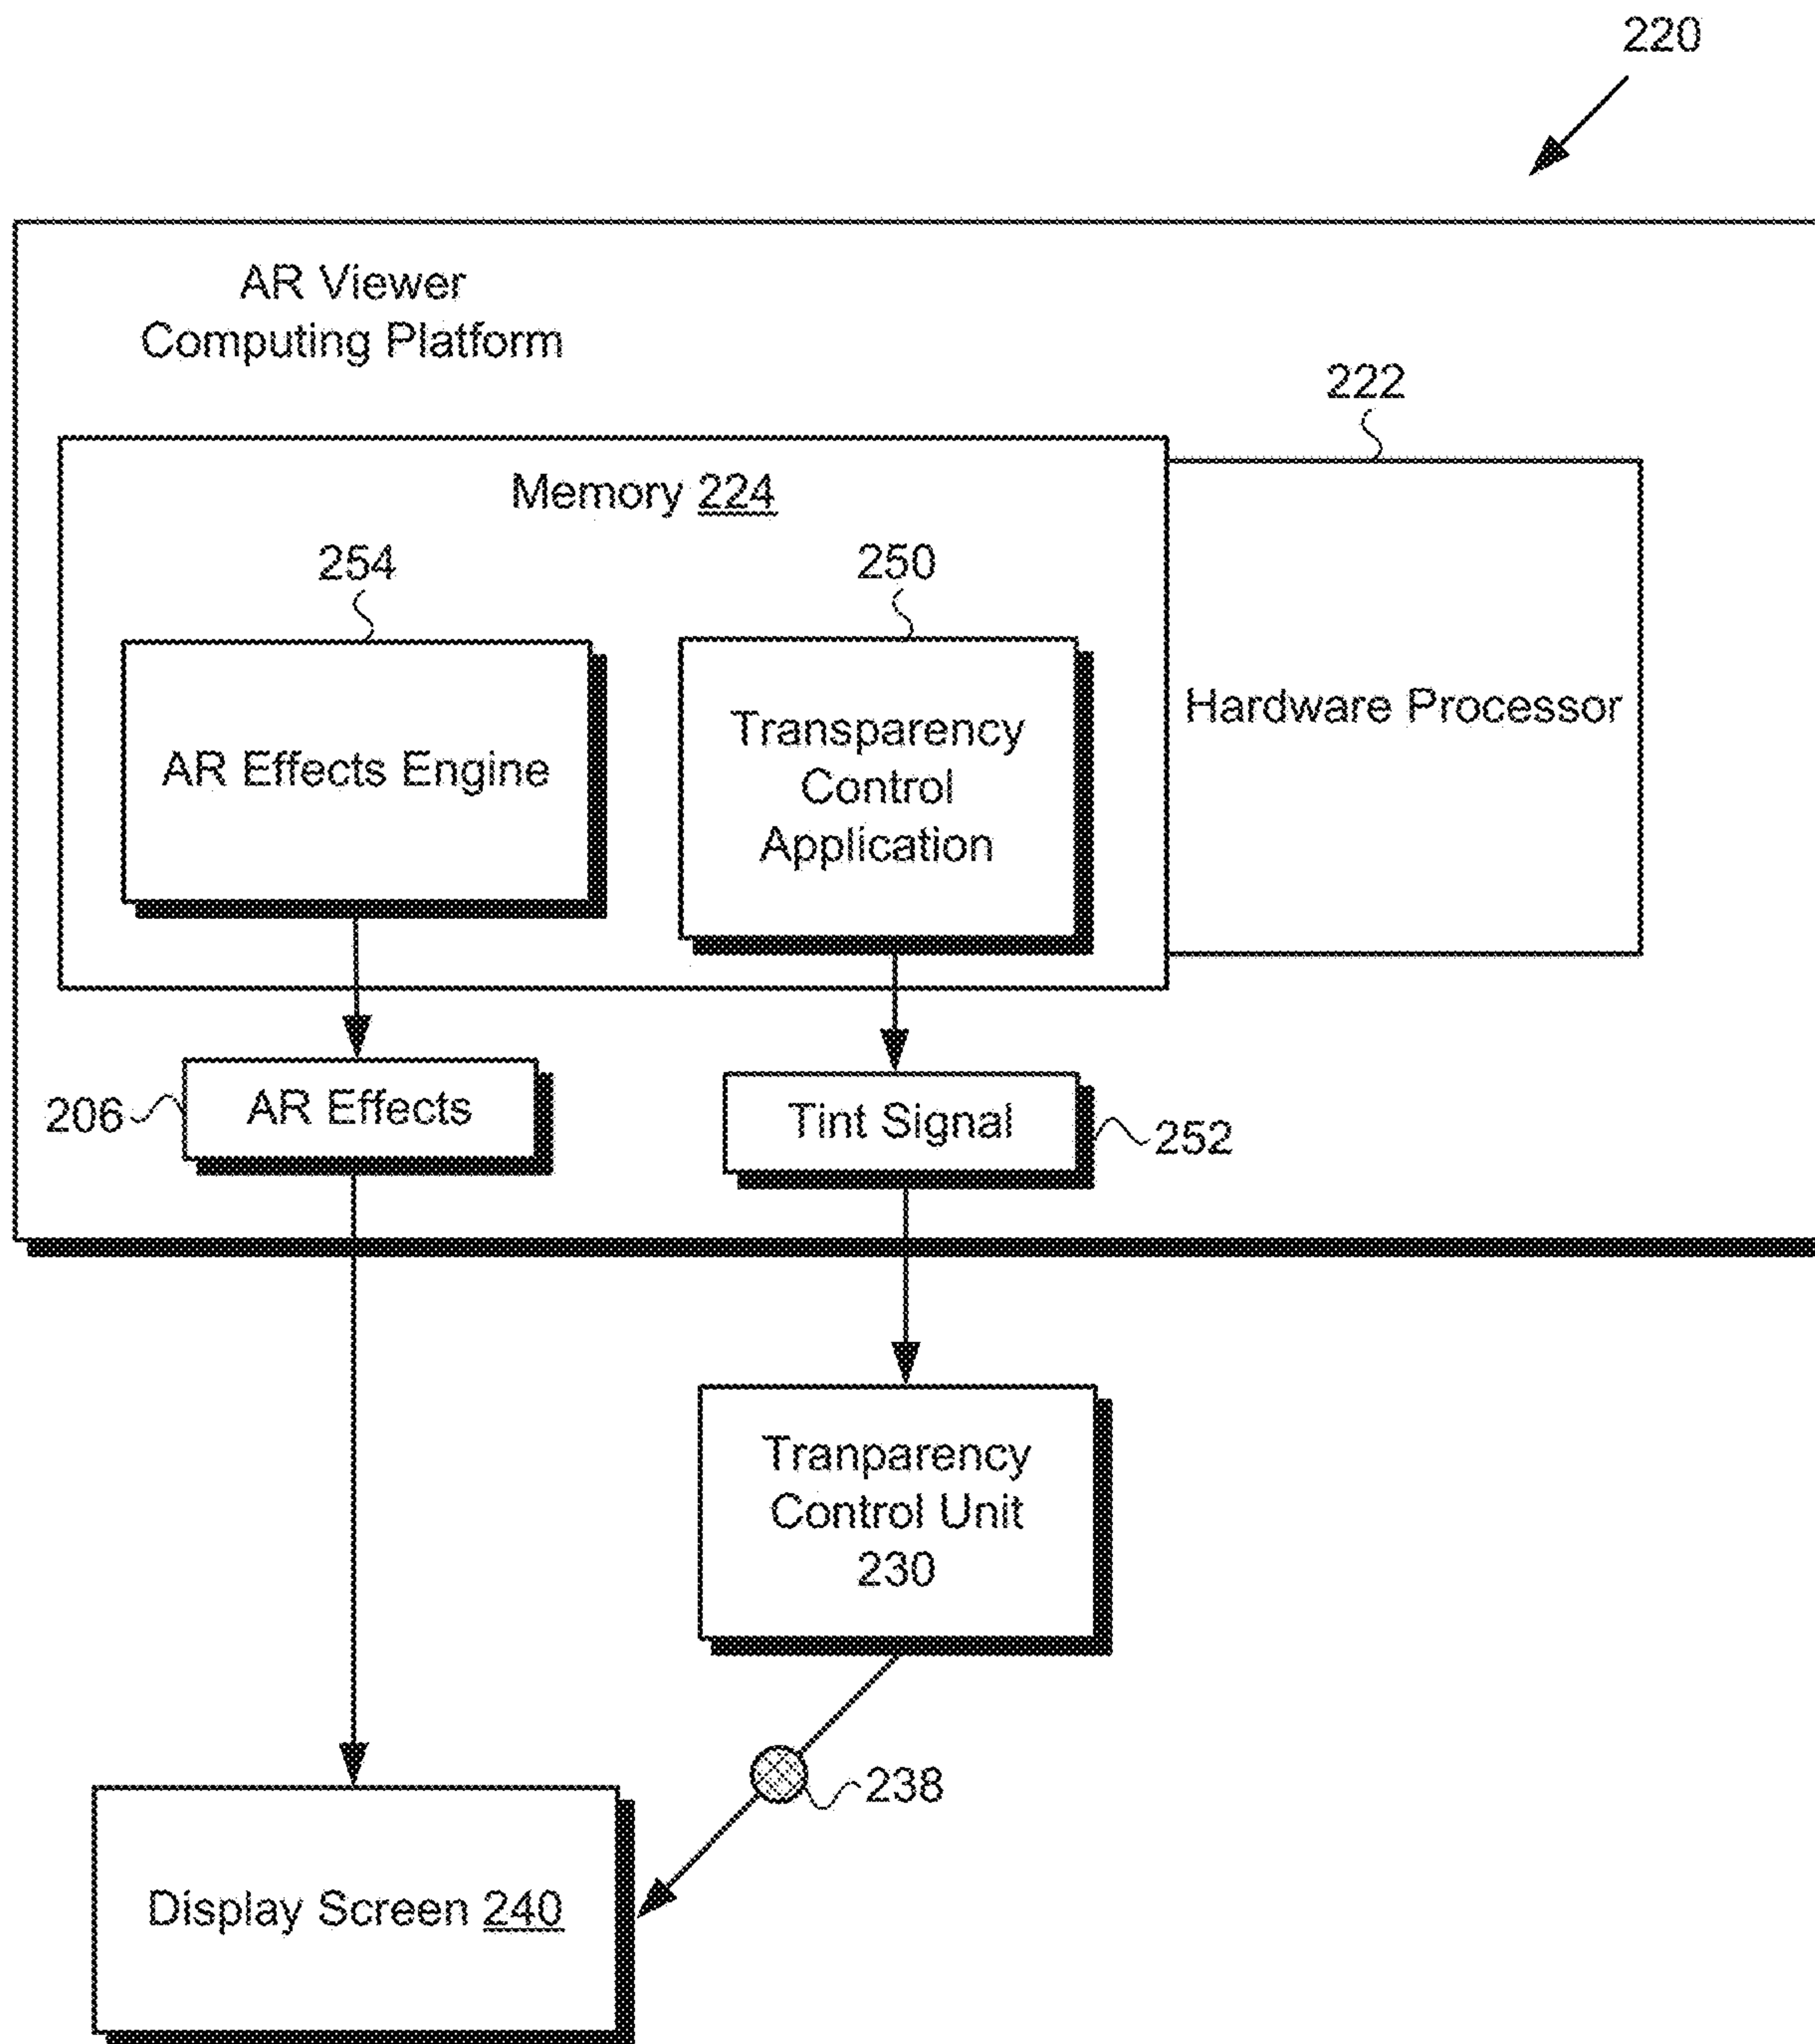 220
AR Viewer
Computing Platform
222
Memory 224
254
250
AR Effects Engine
Transparency
Control
Application
Hardware Processor
206
AR Effects
Tint Signal
252
Tranparency
Control Unit
230
238
Display Screen 240